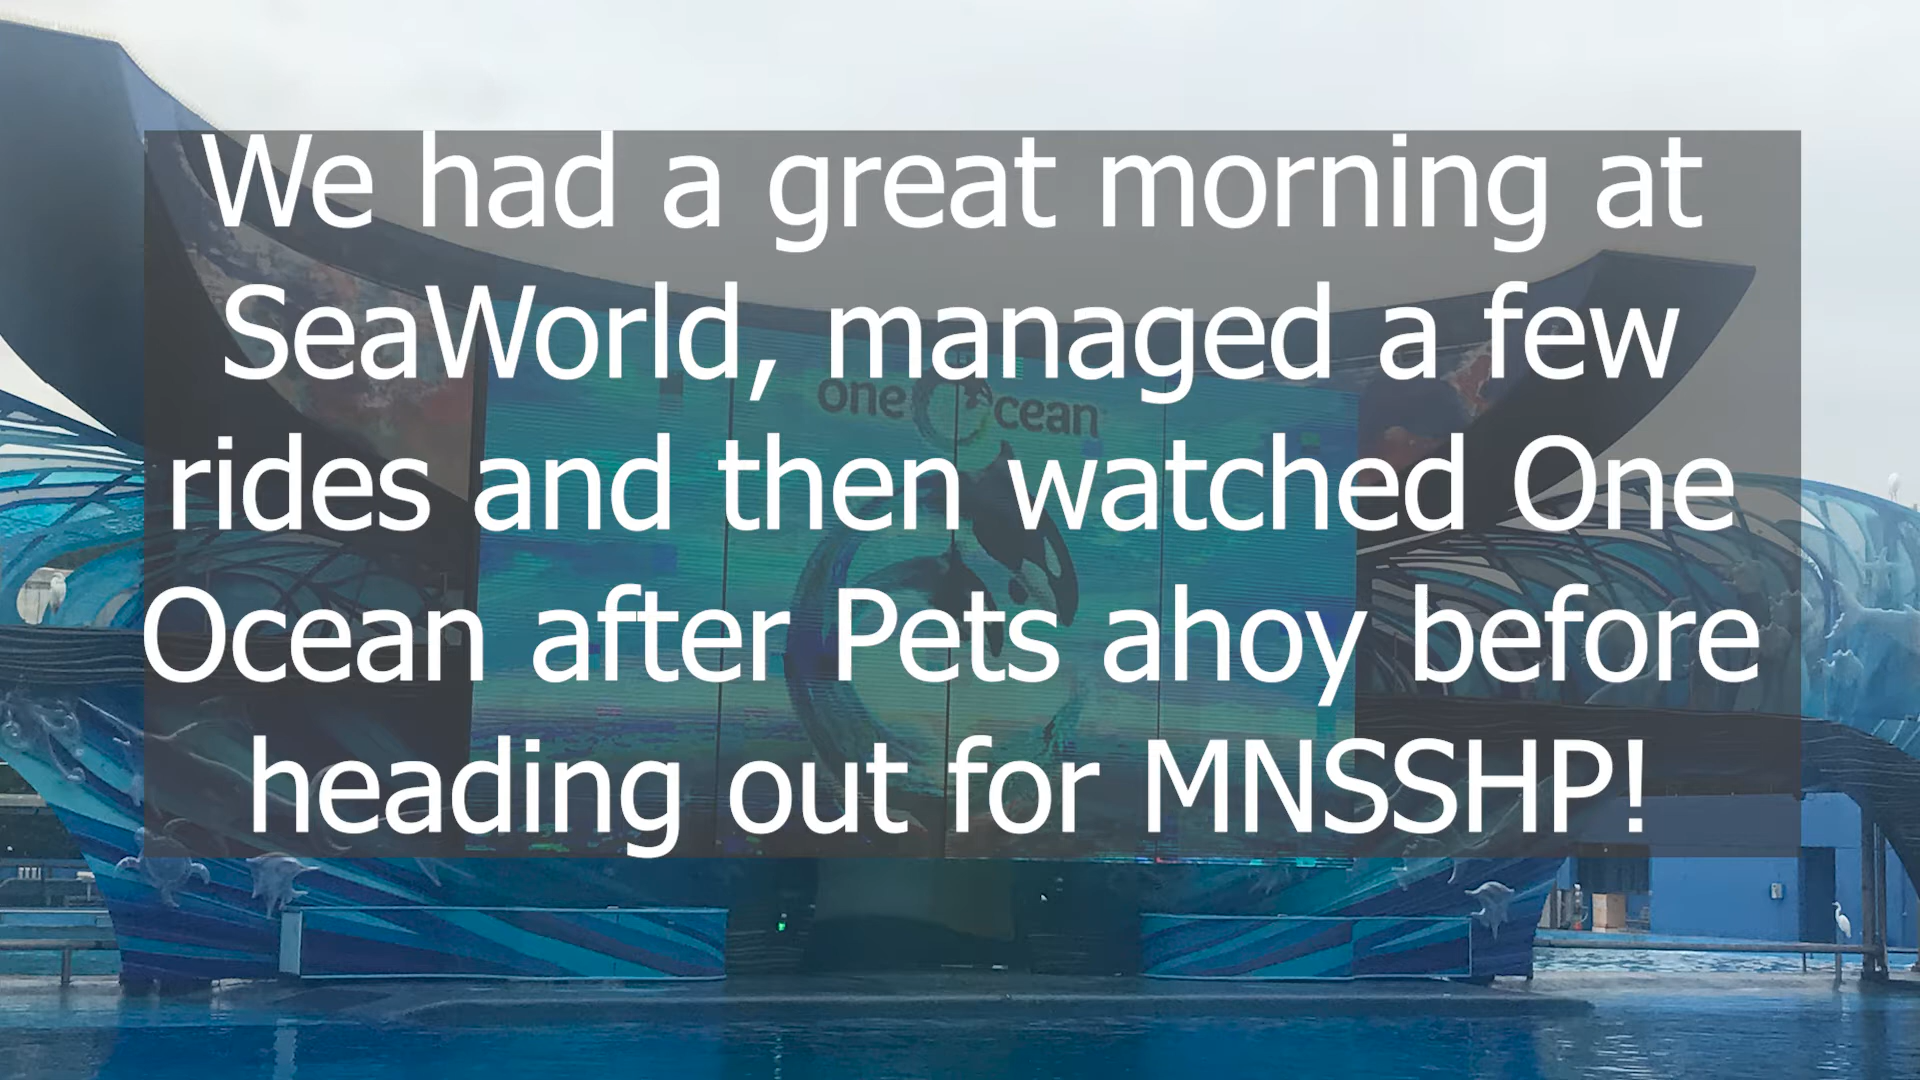 We had a great morning at
SeaWorld, managed a few
rides and then watched One
Ocean after Pets ahoy before
heading out for MNSSHP!
one Ocean